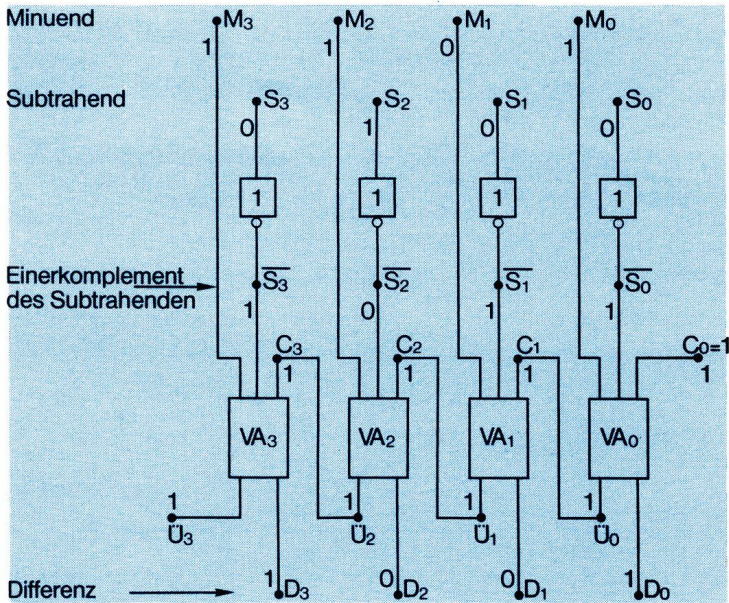 Minuend M₃ M₂ M₁ M₀
1 1 0 1
Subtrahend S₃ S₂ S₁ S₀
0 1 0 0
1 1 1 1
Einerkomplement S̅₃ S̅₂ S̅₁ S̅₀
des Subtrahenden
1 0 1 1
C₃ C₂ C₁ C₀=1
1 1 1 1
VA₃ VA₂ VA₁ VA₀
1 1 1 1
Ü₃ Ü₂ Ü₁ Ü₀
1 0 0 1
Differenz D₃ D₂ D₁ D₀